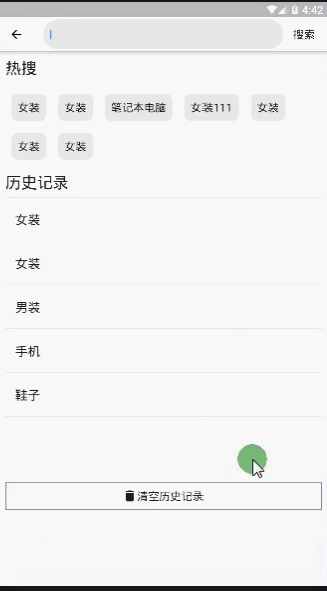 4:42
搜索
热搜
女装 女装 笔记本电脑 女装111 女装
女装 女装
历史记录
女装
女装
男装
手机
鞋子
清空历史记录